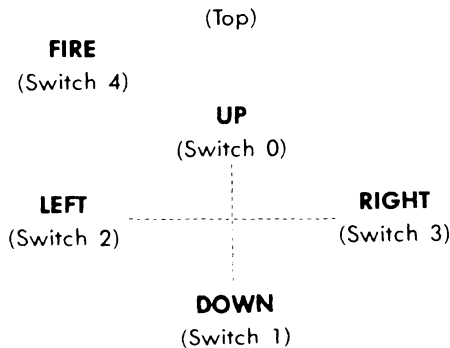 (Top)
FIRE
(Switch 4)
UP
(Switch 0)
LEFT
(Switch 2)
RIGHT
(Switch 3)
DOWN
(Switch 1)